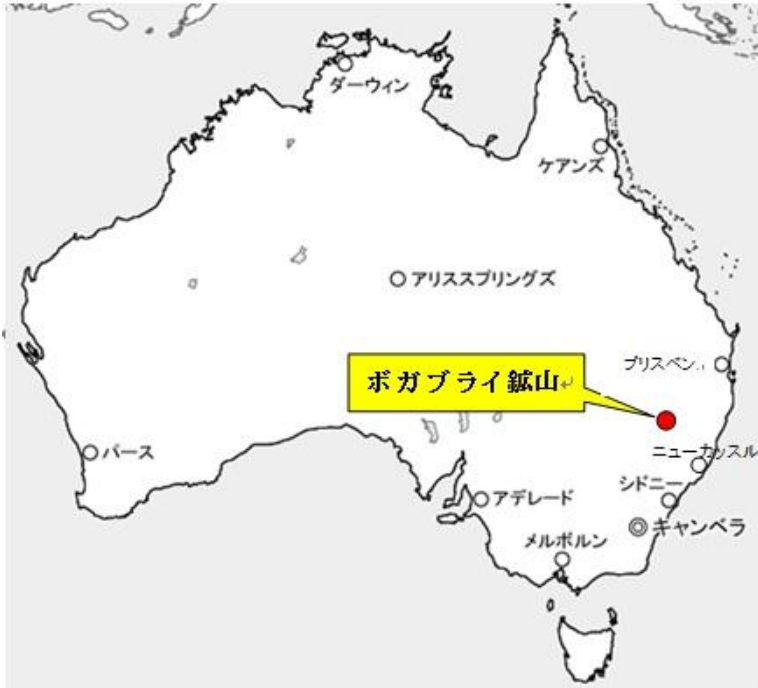 ダーウィン
ケアンズ
アリススプリングズ
ブリスベン
ボガブライ鉱山
パース
ニューカッスル
シドニー
アデレード
キャンベラ
メルボルン